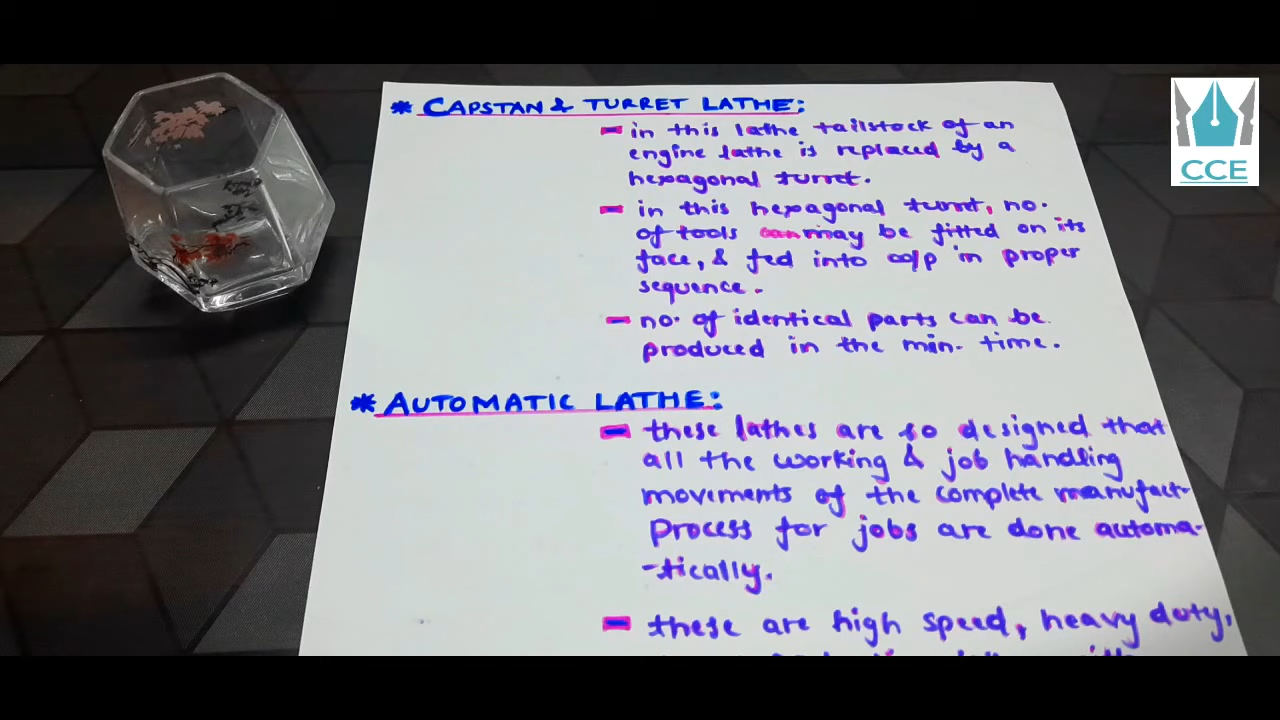 * CAPSTAN & TURRET LATHE:
- in this lathe tailstock of an
engine lathe is replaced by a
hexagonal turret.
- in this hexagonal turret, no.
of tools may be fitted on its
face, & fed into w/p in proper
sequence.
- no. of identical parts can be
produced in the min. time.
* AUTOMATIC LATHE:
- these lathes are so designed that
all the working & job handling
movements of the complete manufact-
process for jobs are done automa-
-tically.
- these are high speed, heavy duty,
CCE